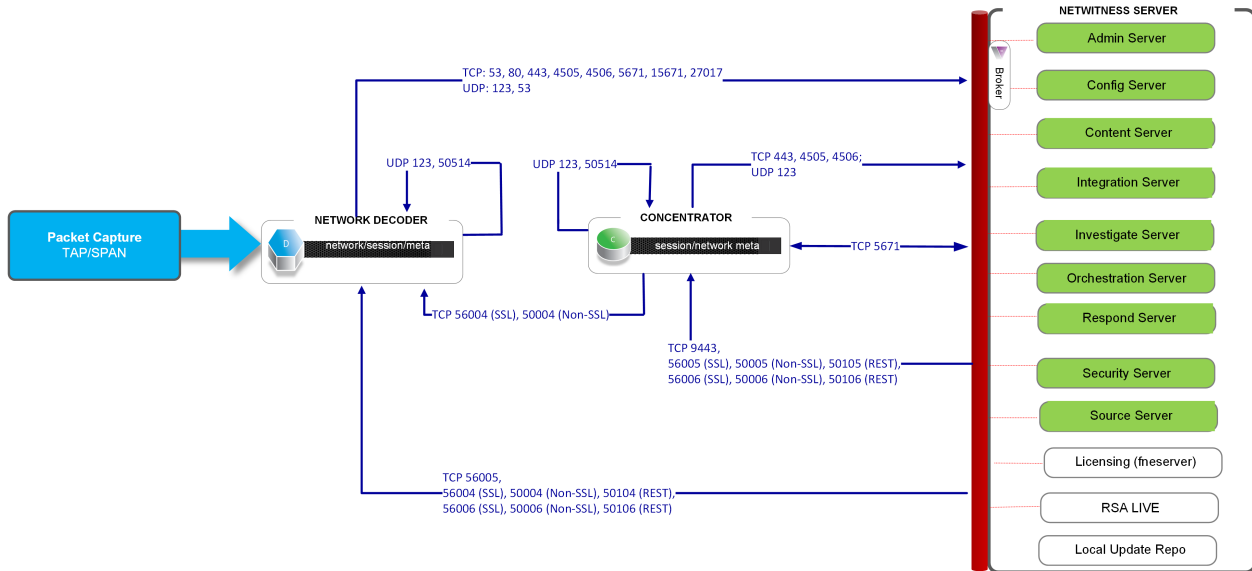 NETWITNESS SERVER
Admin Server
Broker
Config Server
Content Server
Integration Server
Investigate Server
Orchestration Server
Respond Server
Security Server
Source Server
Licensing (fneserver)
RSA LIVE
Local Update Repo
TCP: 53, 80, 443, 4505, 4506, 5671, 15671, 27017
UDP: 123, 53
UDP 123, 50514
UDP 123, 50514
TCP 443, 4505, 4506;
UDP 123
Packet Capture
TAP/SPAN
NETWORK DECODER
D
network/session/meta
CONCENTRATOR
C
session/network meta
TCP 5671
TCP 56004 (SSL), 50004 (Non-SSL)
TCP 9443,
56005 (SSL), 50005 (Non-SSL), 50105 (REST),
56006 (SSL), 50006 (Non-SSL), 50106 (REST)
TCP 56005,
56004 (SSL), 50004 (Non-SSL), 50104 (REST),
56006 (SSL), 50006 (Non-SSL), 50106 (REST)